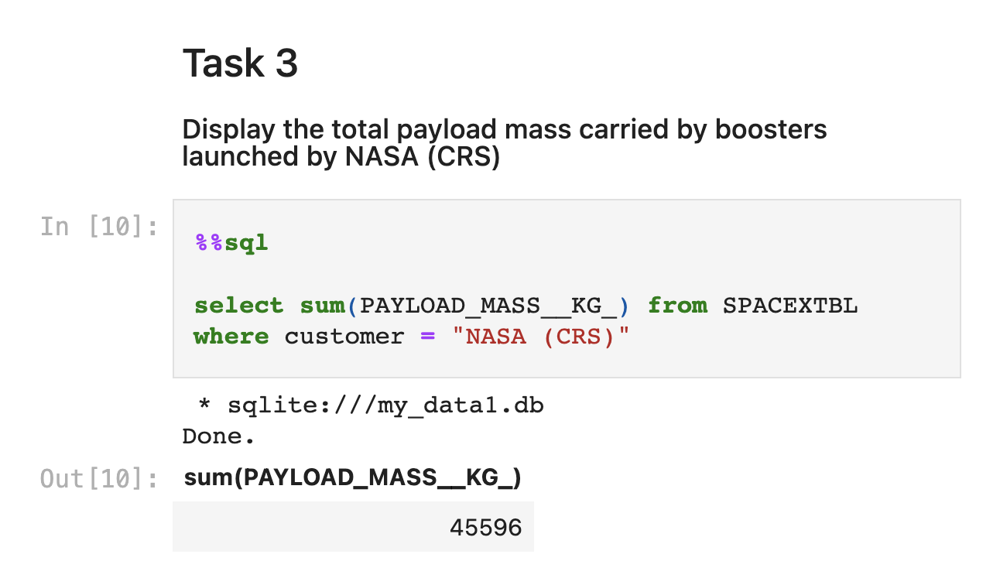 Task 3
Display the total payload mass carried by boosters
launched by NASA (CRS)
In [10]:
%%sql
select sum(PAYLOAD_MASS__KG_) from SPACEXTBL
where customer = "NASA (CRS)"
* sqlite:///my_data1.db
Done.
Out[10]:
sum(PAYLOAD_MASS__KG_)
45596